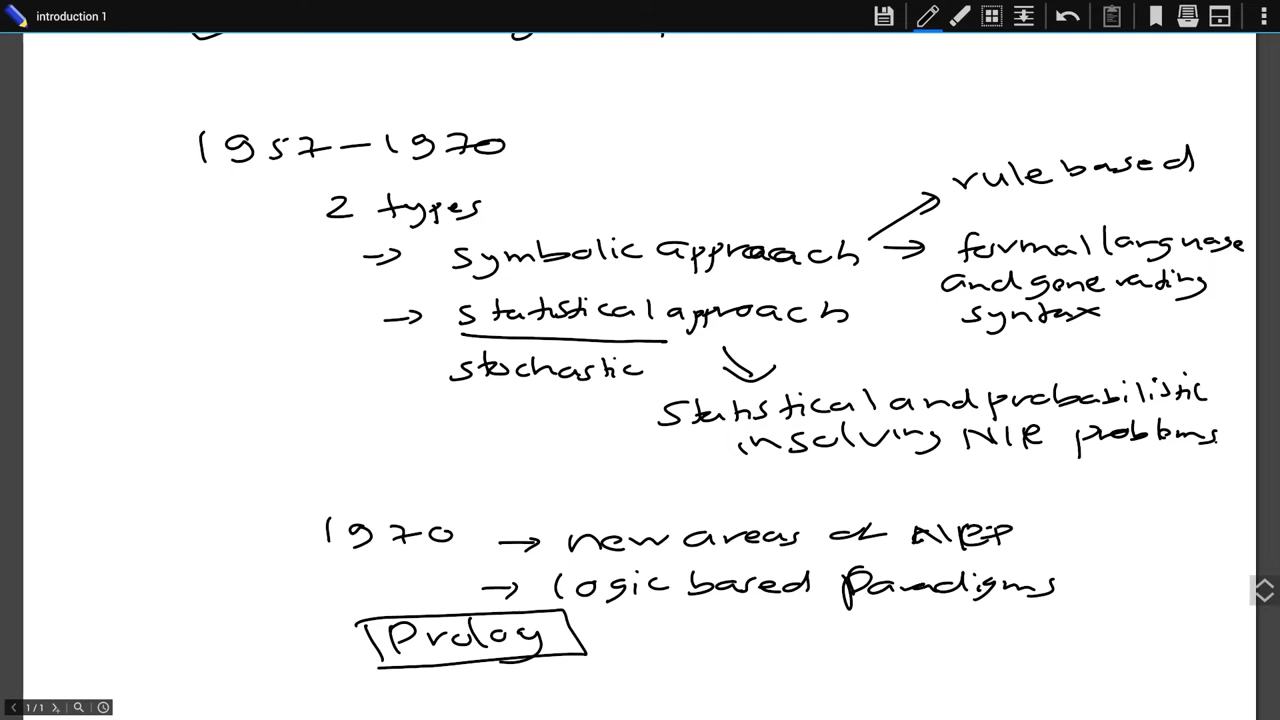 introduction 1
1957-1970
2 types
→ symbolic approach → rule based
→ formal language
and generating
syntax
→ statistical approach
stochastic
statistical and probabilistic
in solving NLP problems.
1970 → new areas of NLP
→ logic based paradigms
Prolog
1/1